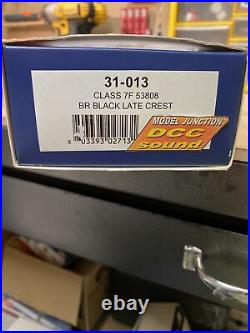 31-013
CLASS 7F 53808
BR BLACK LATE CREST
MODEL JUNCTION
DCC
sound